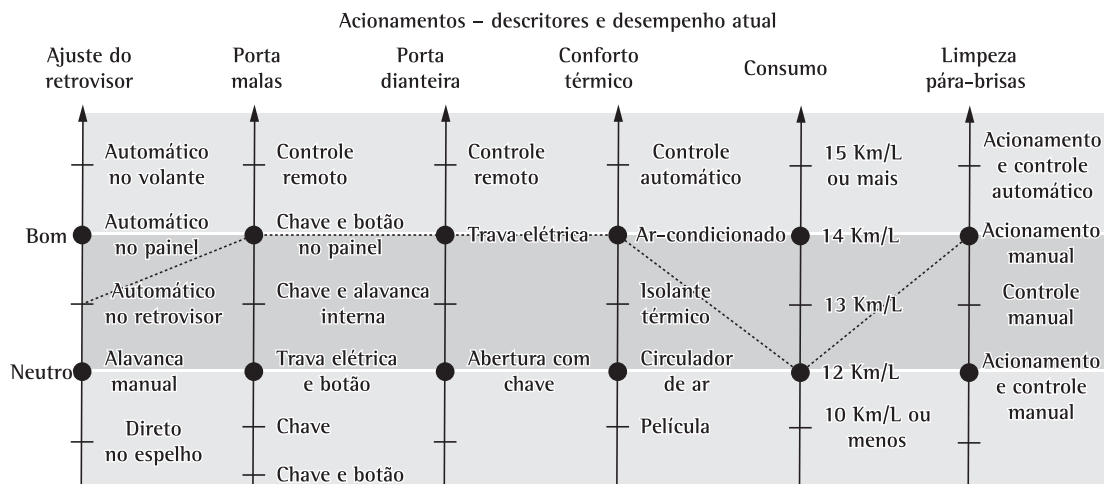 Acionamentos – descritores e desempenho atual
Ajuste do
retrovisor
Porta
malas
Porta
dianteira
Conforto
térmico
Consumo
Limpeza
pára-brisas
Automático
no volante
Controle
remoto
Controle
remoto
Controle
automático
15 Km/L
ou mais
Acionamento
e controle
automático
Bom
Automático
no painel
Chave e botão
no painel
Trava elétrica
Ar-condicionado
14 Km/L
Acionamento
manual
Automático
no retrovisor
Chave e alavanca
interna
Isolante
térmico
13 Km/L
Controle
manual
Neutro
Alavanca
manual
Trava elétrica
e botão
Abertura com
chave
Circulador
de ar
12 Km/L
Acionamento
e controle
manual
Direto
no espelho
Chave
Chave e botão
Película
10 Km/L ou
menos